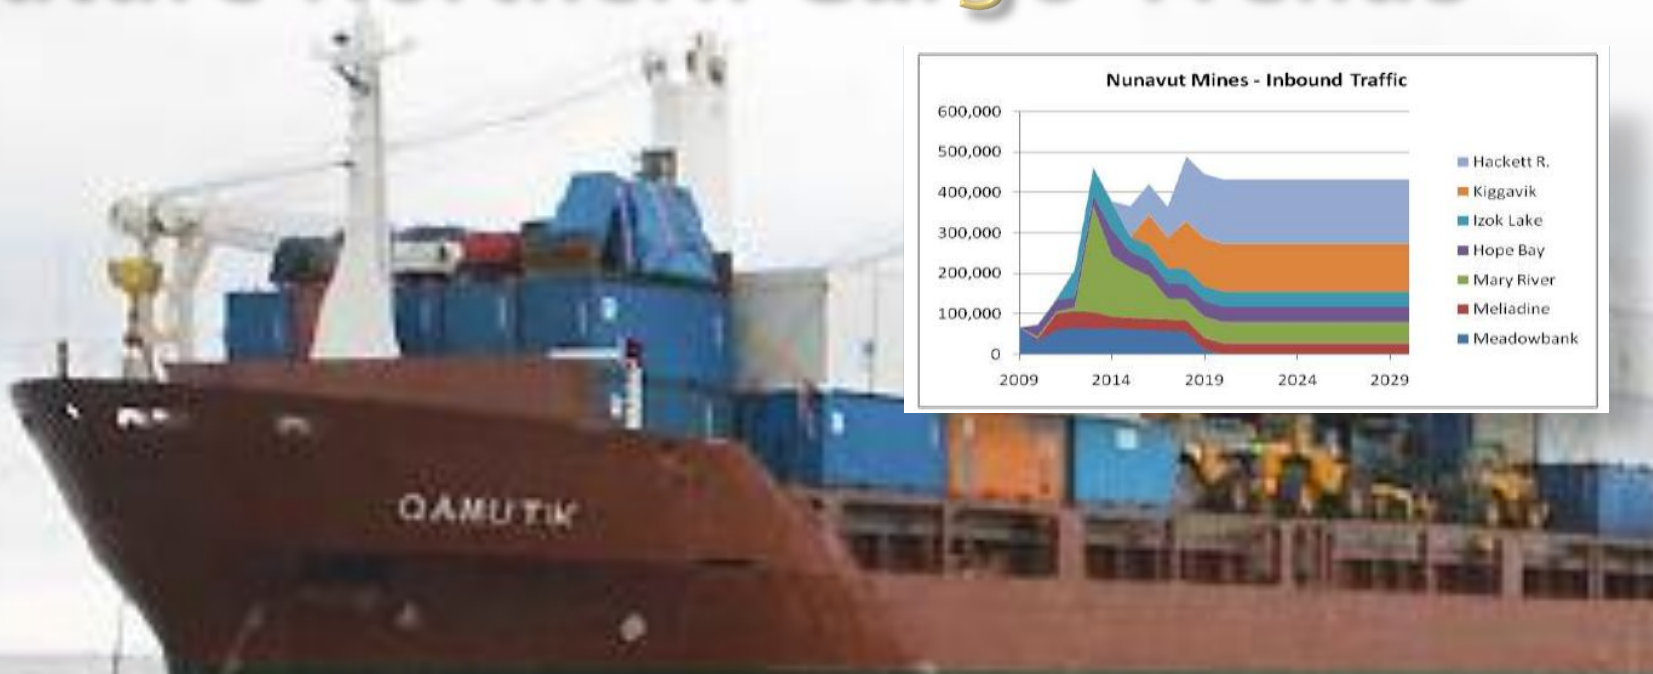 Nunavut Mines - Inbound Traffic
600,000
500,000
400,000
300,000
200,000
100,000
0
2009 2014 2019 2024 2029
Hackett R.
Kiggavik
Izok Lake
Hope Bay
Mary River
Meliadine
Meadowbank
QAMUTIK